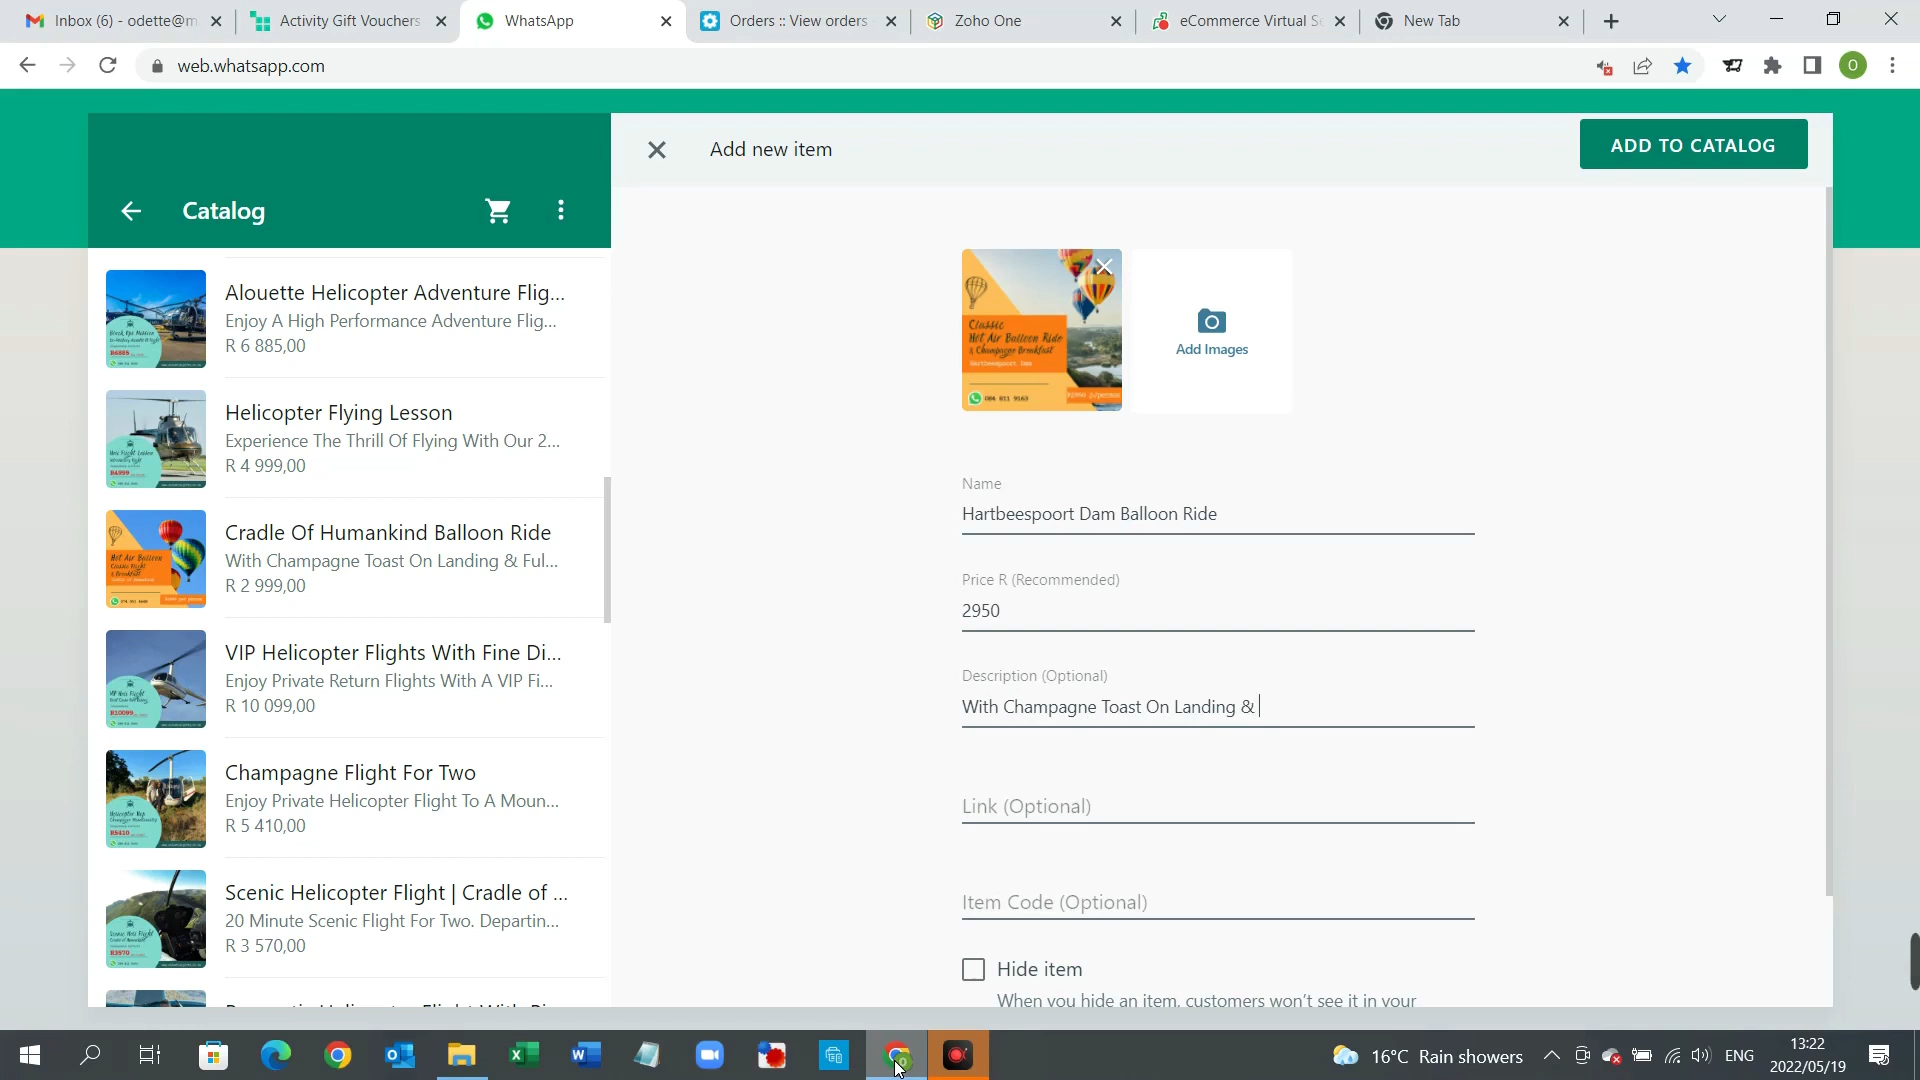 Inbox (6) - odette@m
Activity Gift Vouchers
WhatsApp
Orders :: View orders
Zoho One
eCommerce Virtual Se
New Tab
web.whatsapp.com
O
Catalog
Add new item
ADD TO CATALOG
Alouette Helicopter Adventure Flig...
Enjoy A High Performance Adventure Flig...
R 6 885,00
Helicopter Flying Lesson
Experience The Thrill Of Flying With Our 2...
R 4 999,00
Cradle Of Humankind Balloon Ride
With Champagne Toast On Landing & Ful...
R 2 999,00
VIP Helicopter Flights With Fine Di...
Enjoy Private Return Flights With A VIP Fi...
R 10 099,00
Champagne Flight For Two
Enjoy Private Helicopter Flight To A Moun...
R 5 410,00
Scenic Helicopter Flight | Cradle of ...
20 Minute Scenic Flight For Two. Departin...
R 3 570,00
Classic
Hot Air Balloon Ride
& Champagne Breakfast
Hartbeespoort Dam
084 611 9163
R2950 p/person
Add Images
Name
Hartbeespoort Dam Balloon Ride
Price R (Recommended)
2950
Description (Optional)
With Champagne Toast On Landing &
Link (Optional)
Item Code (Optional)
Hide item
When you hide an item, customers won't see it in your
16°C Rain showers
ENG
13:22
2022/05/19